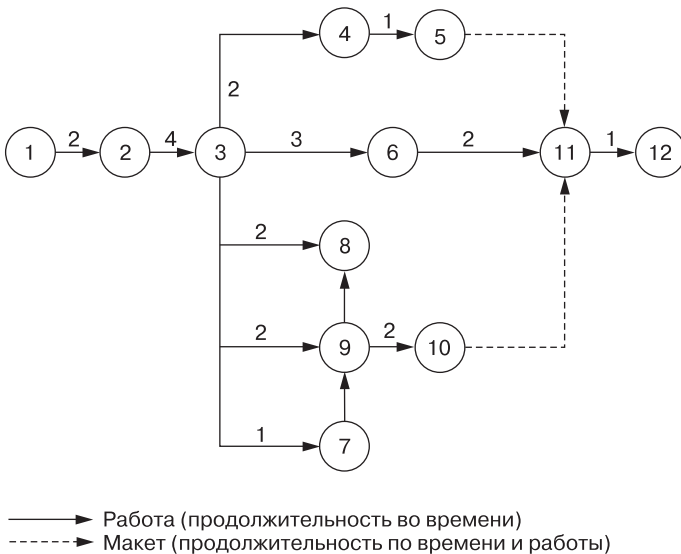 4 1 5
2
1 2 2 4 3 3 6 2 11 1 12
2 8
2 9 2 10
1 7
Работа (продолжительность во времени)
Макет (продолжительность по времени и работы)